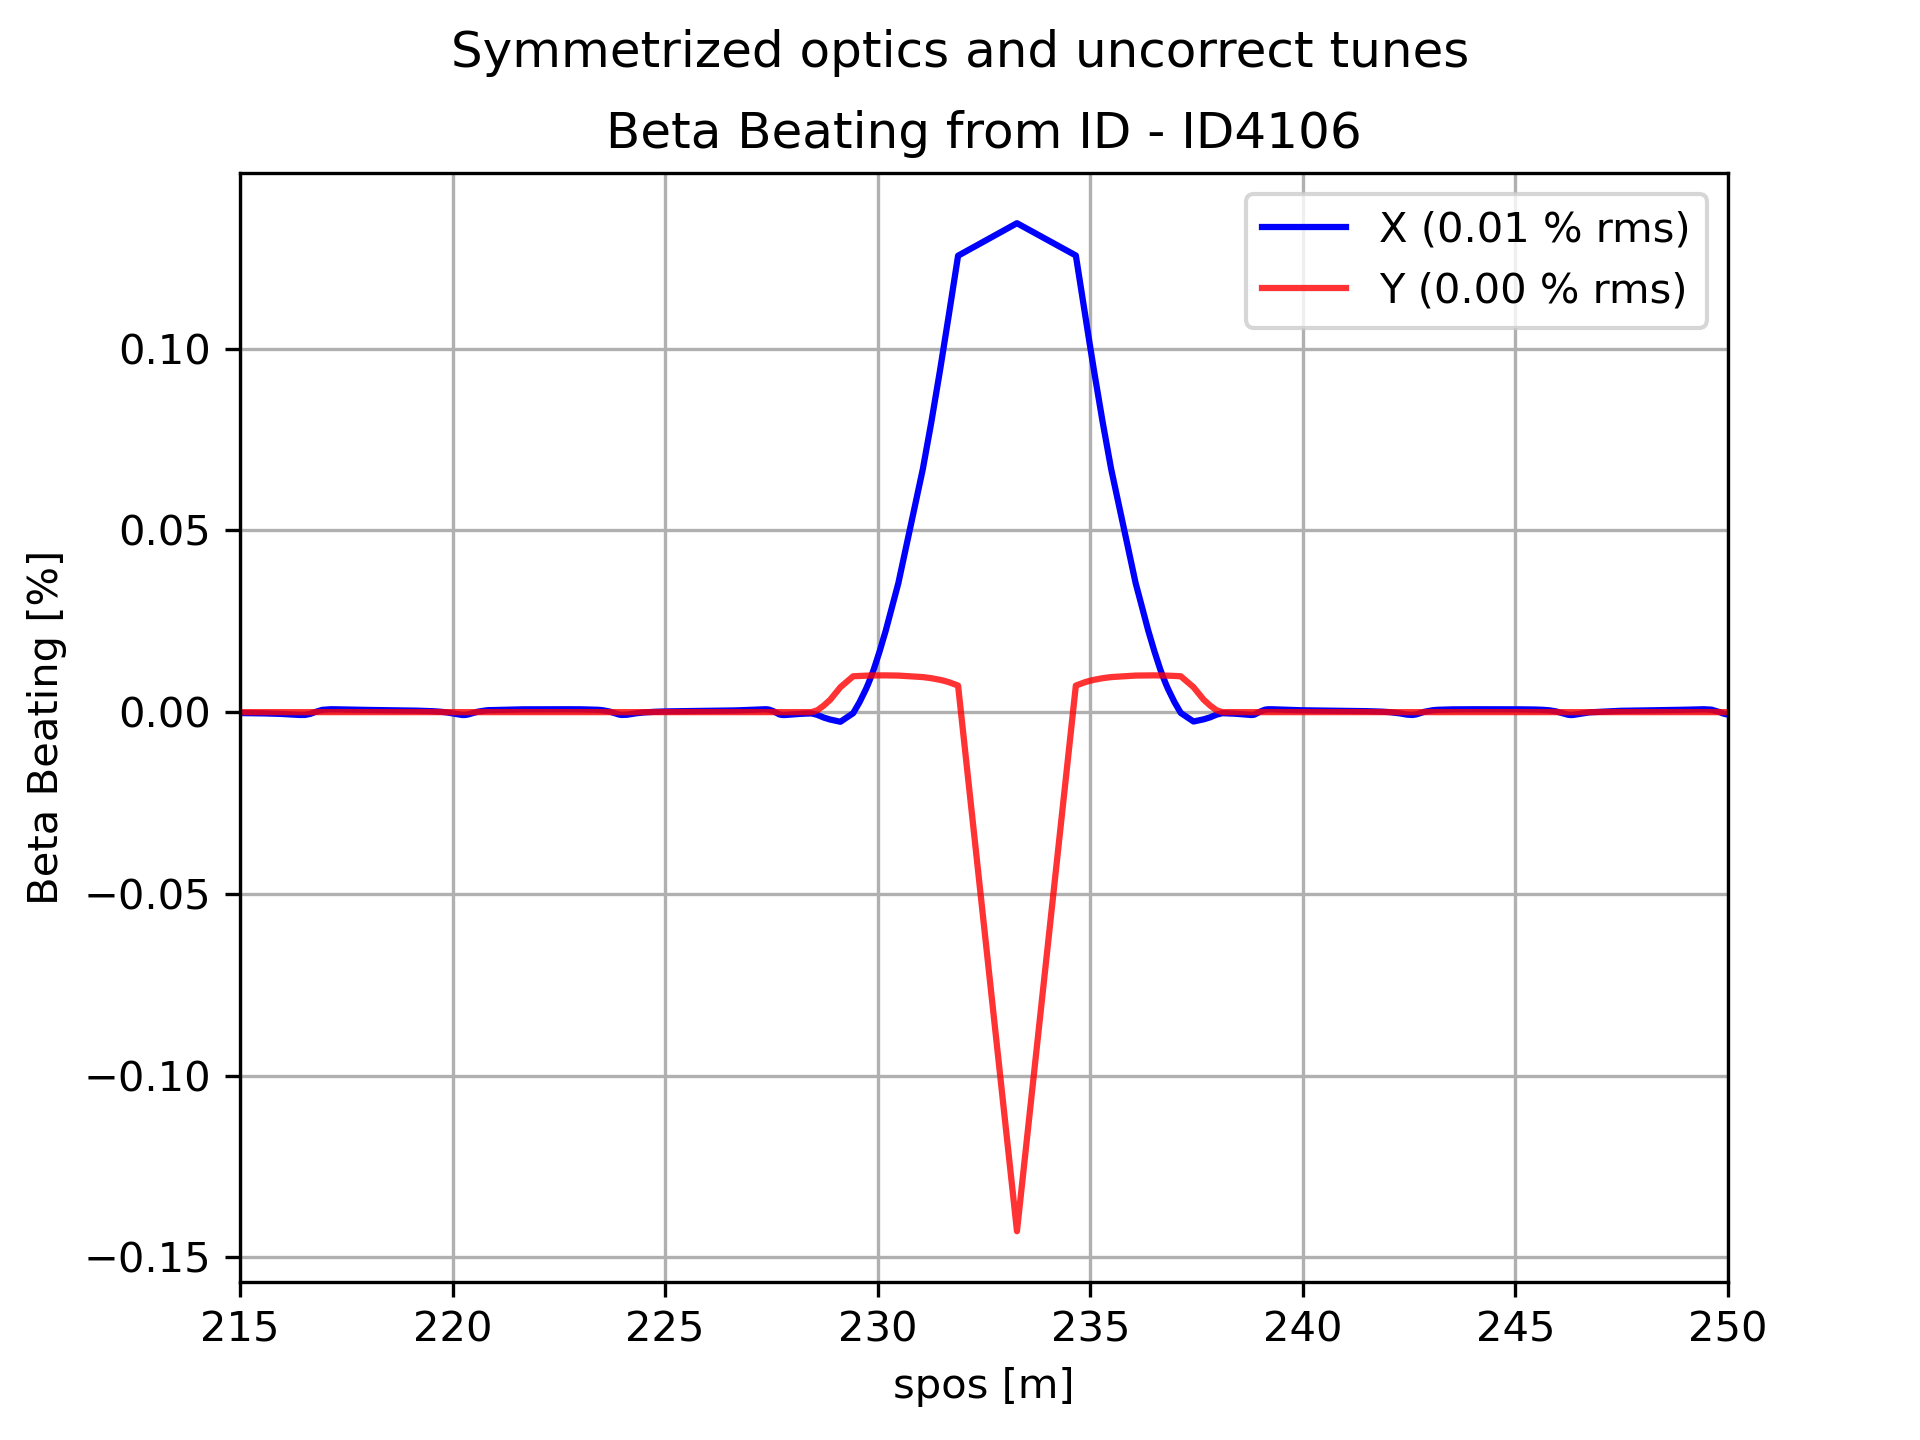 Symmetrized optics and uncorrect tunes
Beta Beating from ID - ID4106
X (0.01 % rms)
Y (0.00 % rms)
Beta Beating [%]
0.10
0.05
0.00
−0.05
−0.10
−0.15
215 220 225 230 235 240 245 250
spos [m]